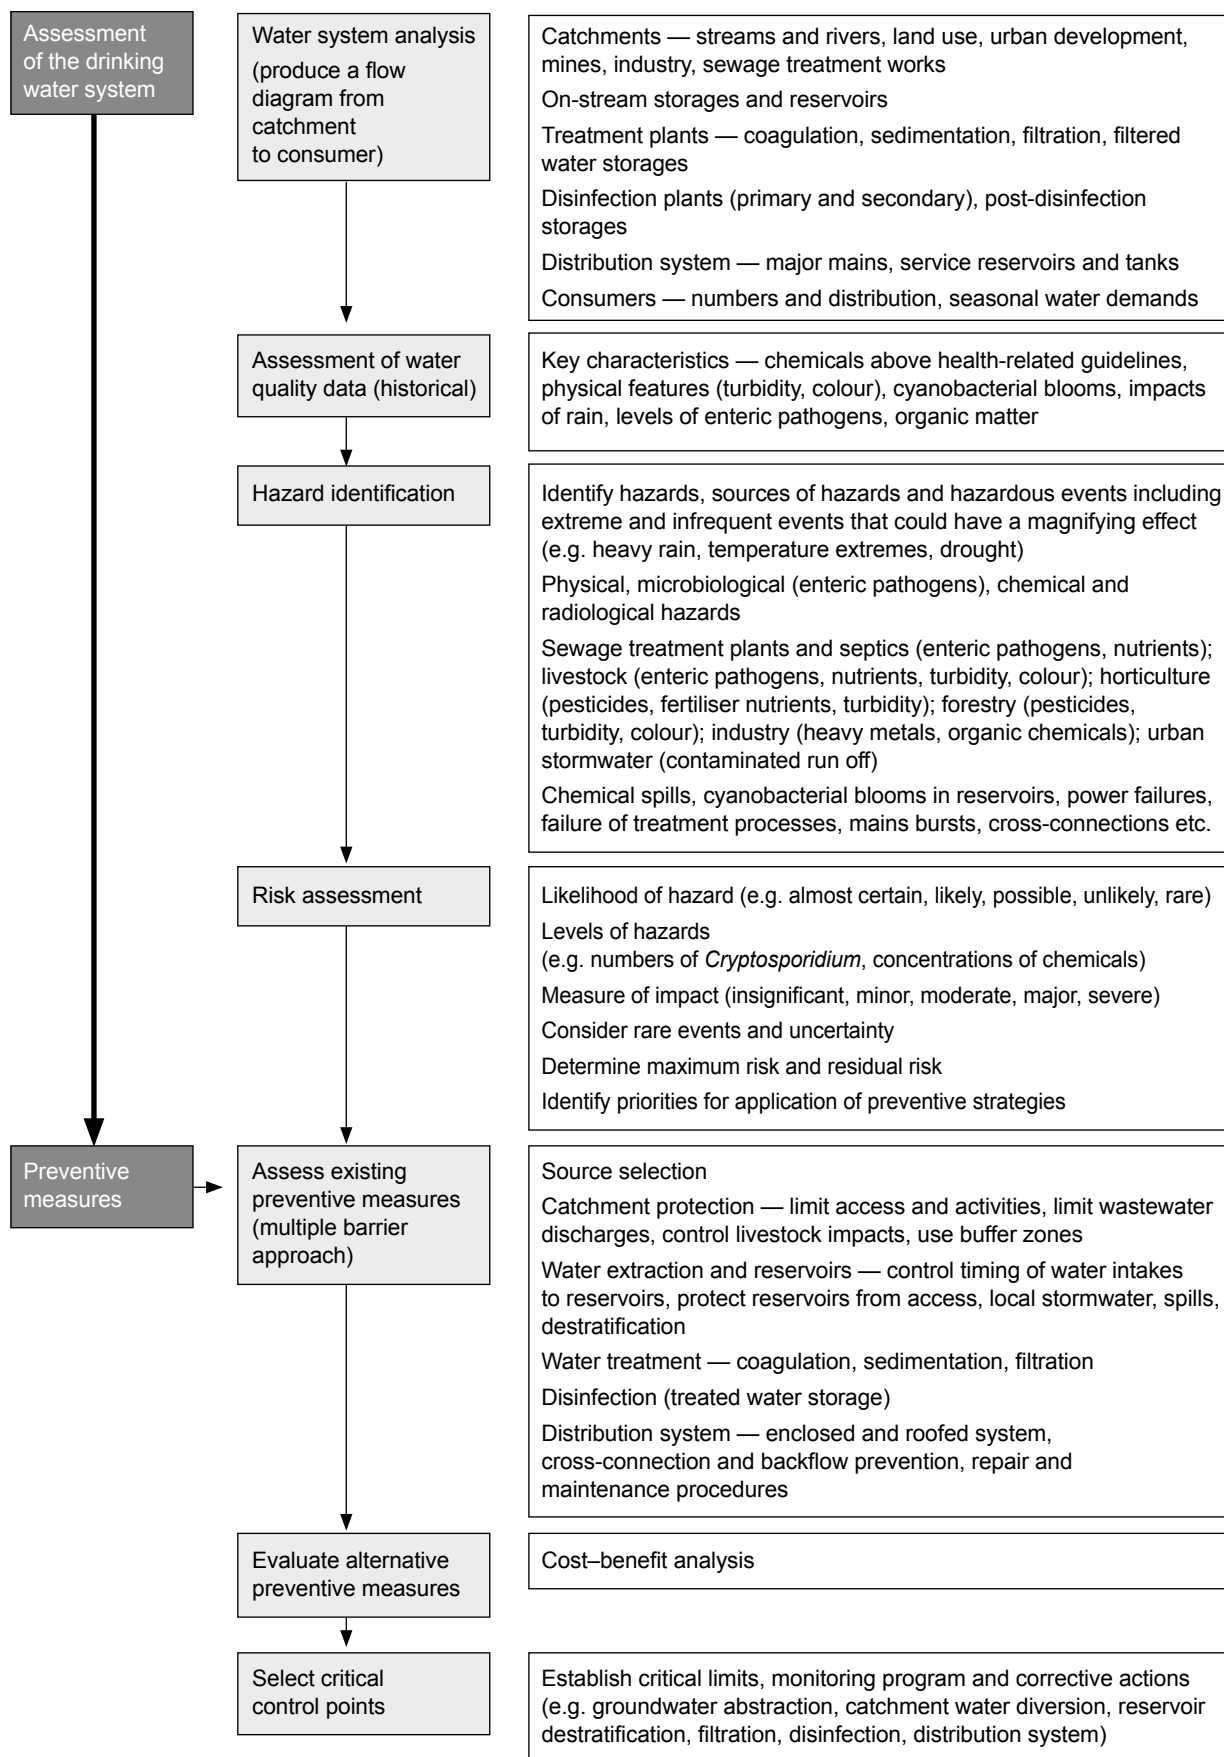 Assessment
of the drinking
water system
Water system analysis
(produce a flow
diagram from
catchment
to consumer)
Catchments — streams and rivers, land use, urban development,
mines, industry, sewage treatment works
On-stream storages and reservoirs
Treatment plants — coagulation, sedimentation, filtration, filtered
water storages
Disinfection plants (primary and secondary), post-disinfection
storages
Distribution system — major mains, service reservoirs and tanks
Consumers — numbers and distribution, seasonal water demands
Assessment of water
quality data (historical)
Key characteristics — chemicals above health-related guidelines,
physical features (turbidity, colour), cyanobacterial blooms, impacts
of rain, levels of enteric pathogens, organic matter
Hazard identification
Identify hazards, sources of hazards and hazardous events including
extreme and infrequent events that could have a magnifying effect
(e.g. heavy rain, temperature extremes, drought)
Physical, microbiological (enteric pathogens), chemical and
radiological hazards
Sewage treatment plants and septics (enteric pathogens, nutrients);
livestock (enteric pathogens, nutrients, turbidity, colour); horticulture
(pesticides, fertiliser nutrients, turbidity); forestry (pesticides,
turbidity, colour); industry (heavy metals, organic chemicals); urban
stormwater (contaminated run off)
Chemical spills, cyanobacterial blooms in reservoirs, power failures,
failure of treatment processes, mains bursts, cross-connections etc.
Risk assessment
Likelihood of hazard (e.g. almost certain, likely, possible, unlikely, rare)
Levels of hazards
(e.g. numbers of Cryptosporidium, concentrations of chemicals)
Measure of impact (insignificant, minor, moderate, major, severe)
Consider rare events and uncertainty
Determine maximum risk and residual risk
Identify priorities for application of preventive strategies
Preventive
measures
Assess existing
preventive measures
(multiple barrier
approach)
Source selection
Catchment protection — limit access and activities, limit wastewater
discharges, control livestock impacts, use buffer zones
Water extraction and reservoirs — control timing of water intakes
to reservoirs, protect reservoirs from access, local stormwater, spills,
destratification
Water treatment — coagulation, sedimentation, filtration
Disinfection (treated water storage)
Distribution system — enclosed and roofed system,
cross-connection and backflow prevention, repair and
maintenance procedures
Evaluate alternative
preventive measures
Cost–benefit analysis
Select critical
control points
Establish critical limits, monitoring program and corrective actions
(e.g. groundwater abstraction, catchment water diversion, reservoir
destratification, filtration, disinfection, distribution system)